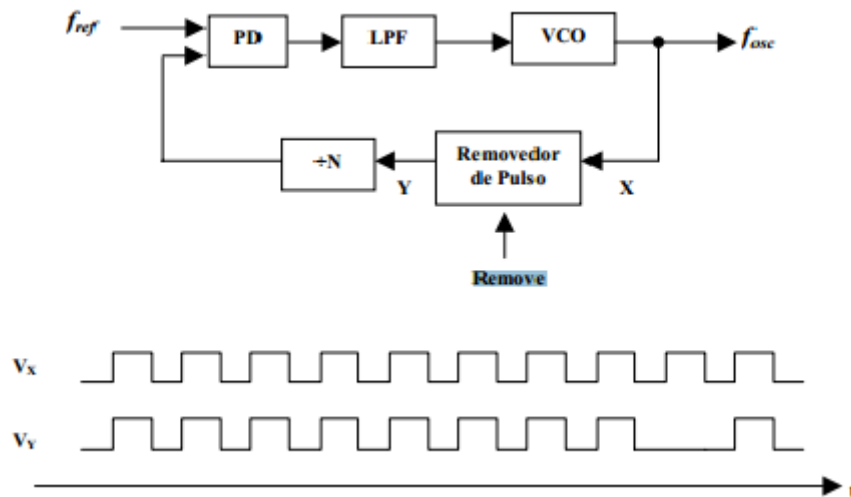 f_ref
PD
LPF
VCO
f_osc
÷N
Y
Removedor
de Pulso
X
Remove
V_X
V_Y
t